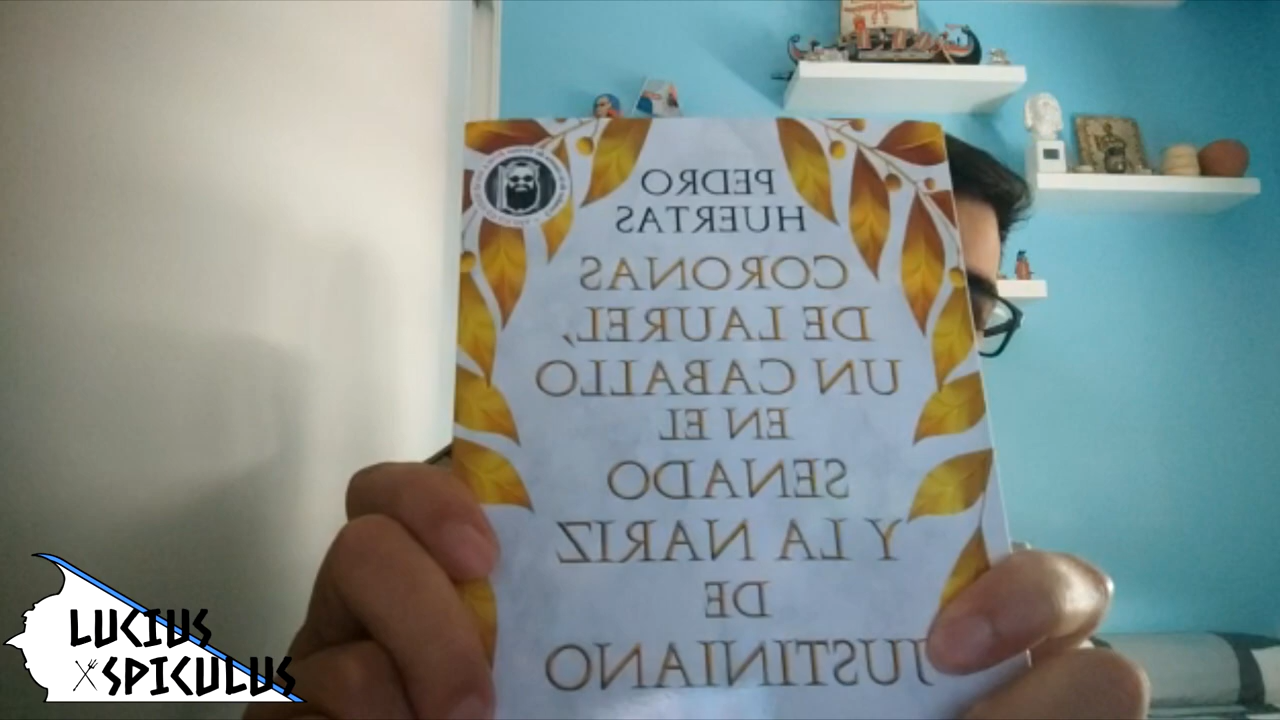 PEDRO
HUERTAS
CORONAS
DE LAUREL,
UN CABALLO
EN EL
SENADO
Y LA NARIZ
DE
JUSTINIANO
LUCIUS
SPICULUS